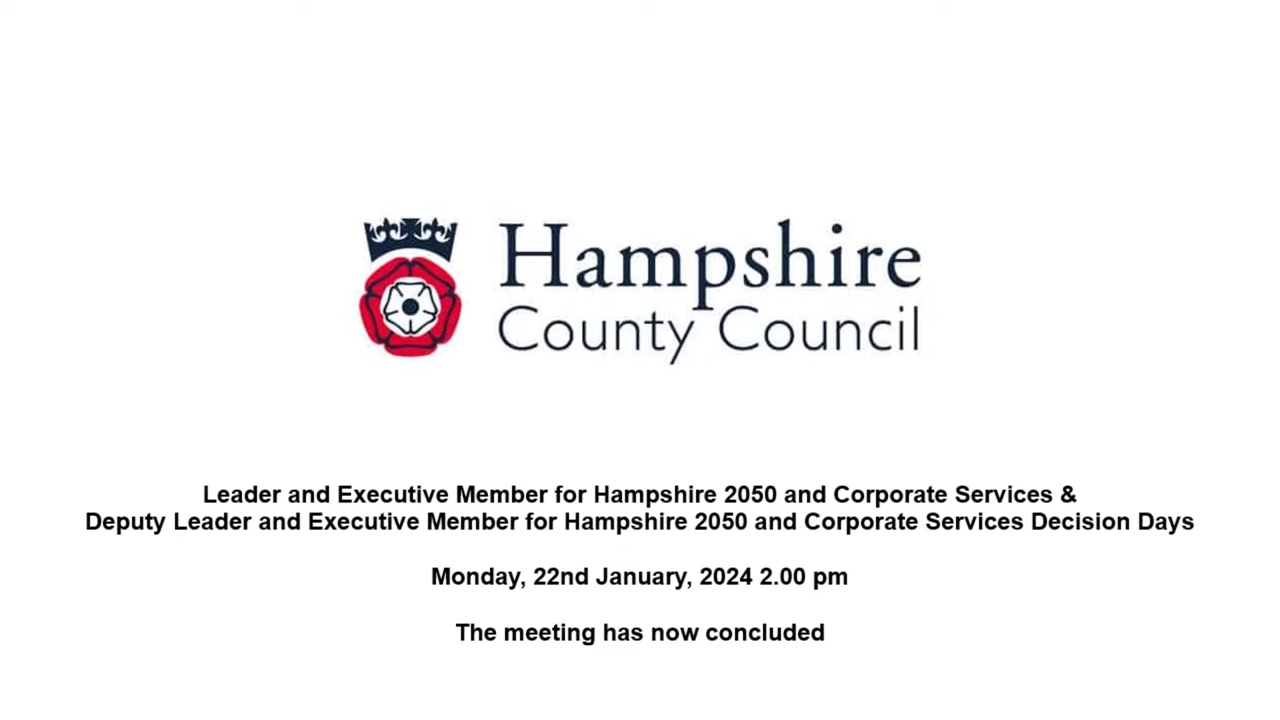 Hampshire
County Council
Leader and Executive Member for Hampshire 2050 and Corporate Services &
Deputy Leader and Executive Member for Hampshire 2050 and Corporate Services Decision Days
Monday, 22nd January, 2024 2.00 pm
The meeting has now concluded